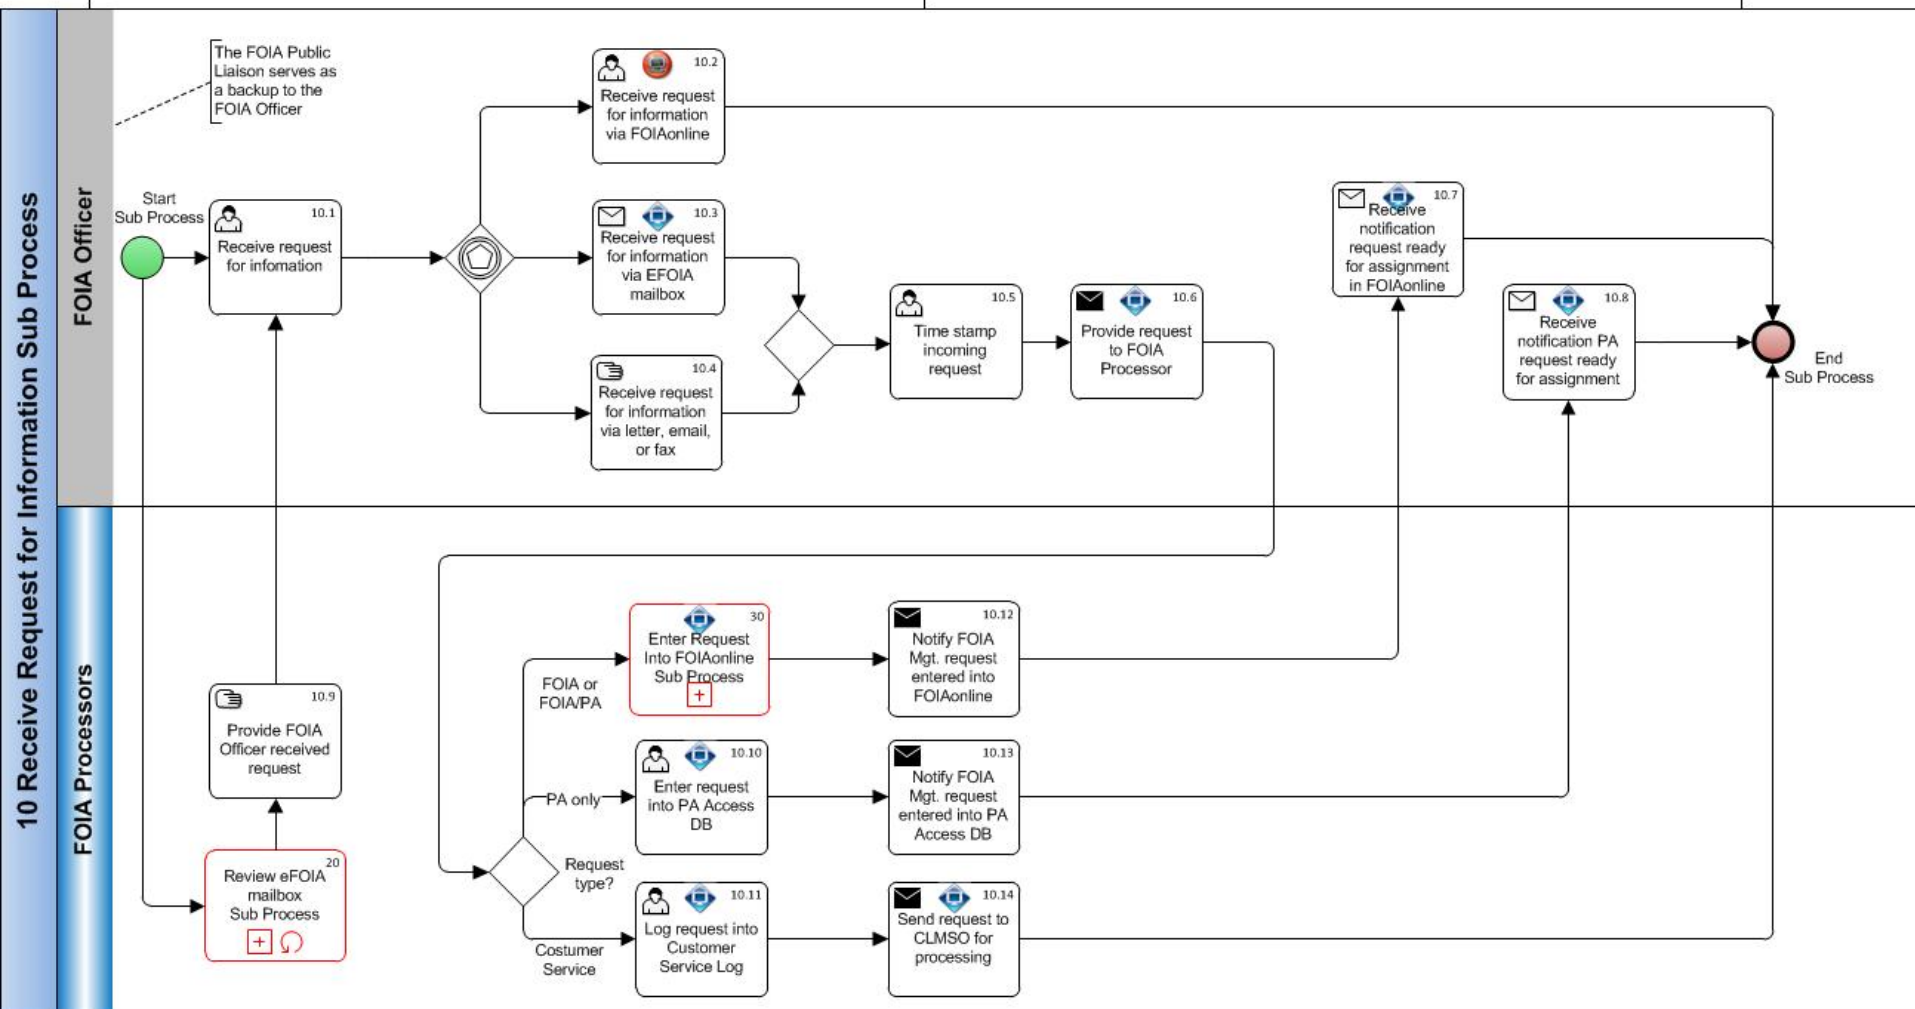 10 Receive Request for Information Sub Process
FOIA Officer
The FOIA Public
Liaison serves as
a backup to the
FOIA Officer
Start
Sub Process
10.1
Receive request
for infomation
10.2
Receive request
for information
via FOIAonline
10.3
Receive request
for information
via EFOIA
mailbox
10.4
Receive request
for information
via letter, email,
or fax
10.5
Time stamp
incoming
request
10.6
Provide request
to FOIA
Processor
10.7
Receive
notification
request ready
for assignment
in FOIAonline
10.8
Receive
notification PA
request ready
for assignment
End
Sub Process
FOIA Processors
10.9
Provide FOIA
Officer received
request
20
Review eFOIA
mailbox
Sub Process
Request
type?
FOIA or
FOIA/PA
30
Enter Request
Into FOIAonline
Sub Process
10.12
Notify FOIA
Mgt. request
entered into
FOIAonline
PA only
10.10
Enter request
into PA Access
DB
10.13
Notify FOIA
Mgt. request
entered into PA
Access DB
Costumer
Service
10.11
Log request into
Customer
Service Log
10.14
Send request to
CLMSO for
processing